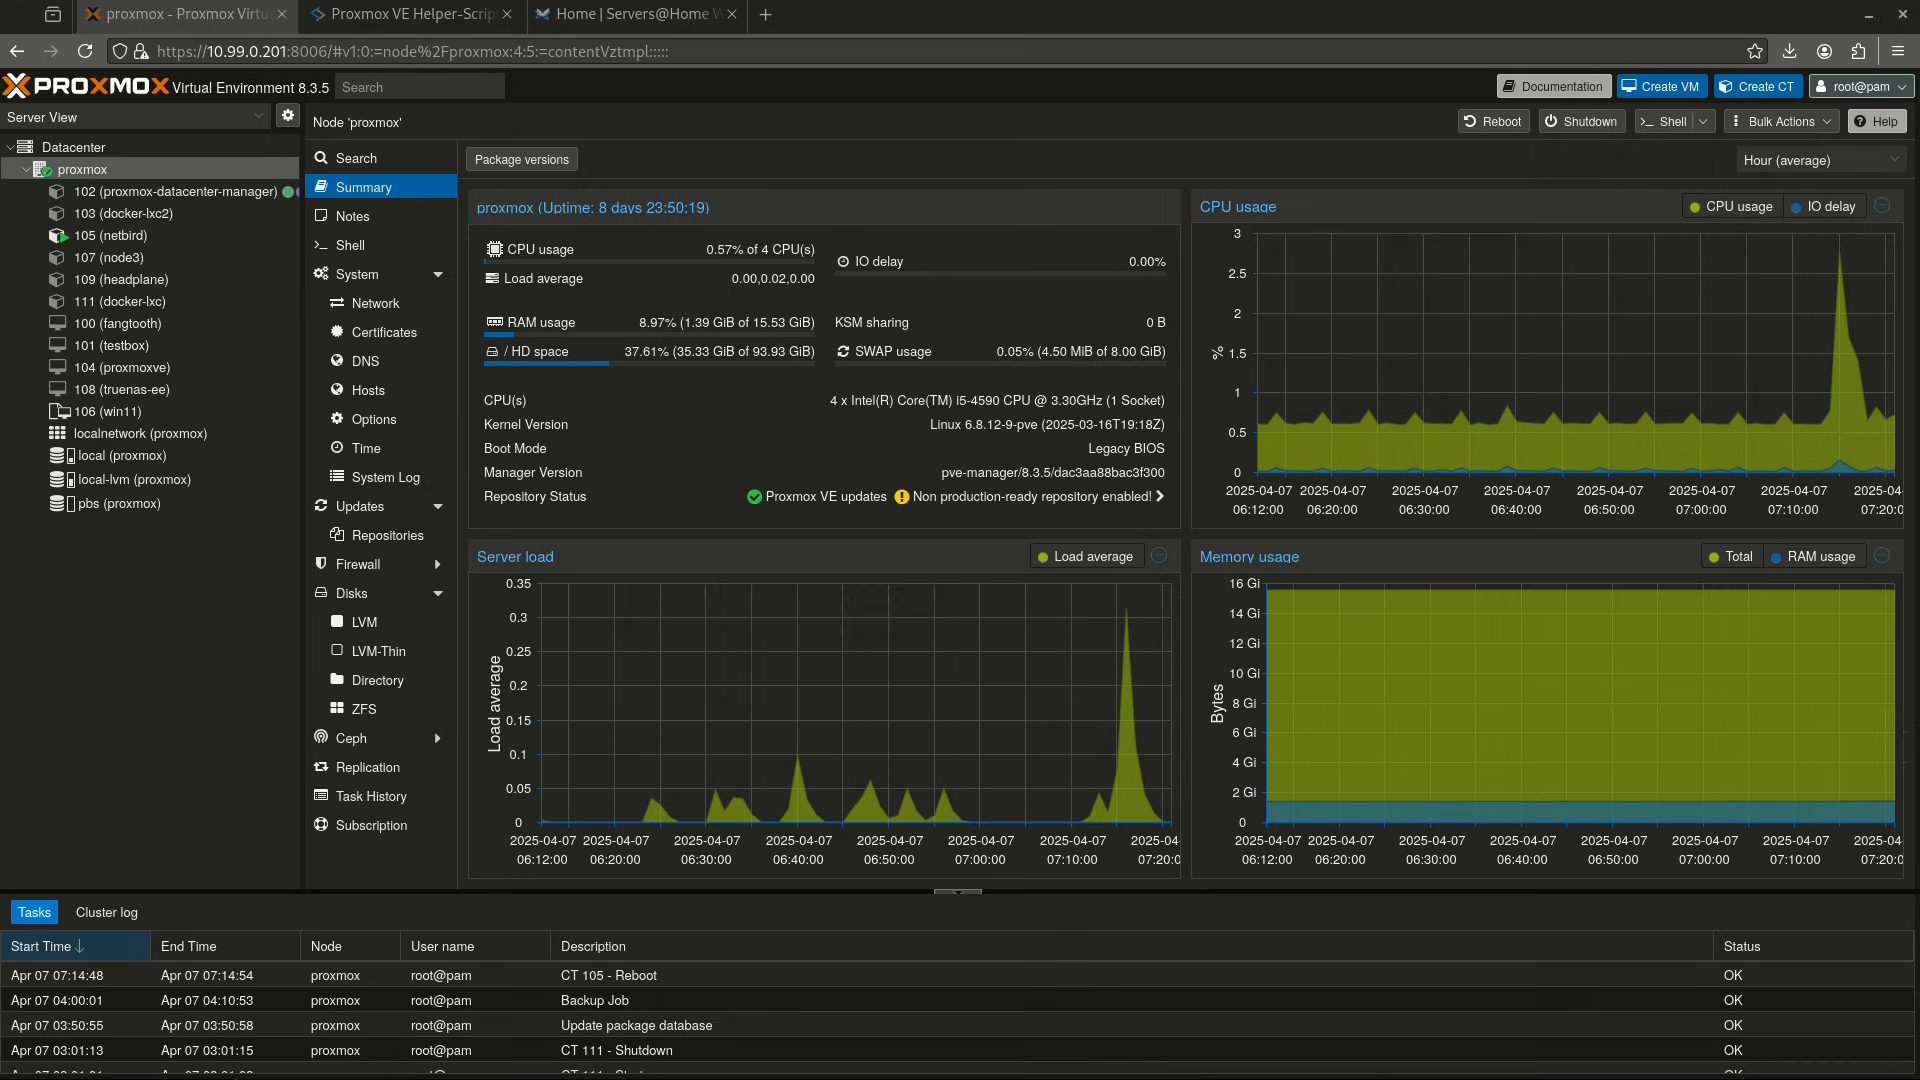 proxmox - Proxmox Virtu
Proxmox VE Helper-Scrip
Home | Servers@Home W
https://10.99.0.201:8006/#v1:0:=node%2Fproxmox:4:5:=contentVztmpl:::::
PROXMOX Virtual Environment 8.3.5
Search
Documentation
Create VM
Create CT
root@pam
Server View
Node 'proxmox'
Reboot
Shutdown
Shell
Bulk Actions
Help
Datacenter
proxmox
102 (proxmox-datacenter-manager)
103 (docker-lxc2)
105 (netbird)
107 (node3)
109 (headplane)
111 (docker-lxc)
100 (fangtooth)
101 (testbox)
104 (proxmoxve)
108 (truenas-ee)
106 (win11)
localnetwork (proxmox)
local (proxmox)
local-lvm (proxmox)
pbs (proxmox)
Search
Summary
Notes
Shell
System
Network
Certificates
DNS
Hosts
Options
Time
System Log
Updates
Repositories
Firewall
Disks
LVM
LVM-Thin
Directory
ZFS
Ceph
Replication
Task History
Subscription
Package versions
Hour (average)
proxmox (Uptime: 8 days 23:50:19)
CPU usage 0.57% of 4 CPU(s)
IO delay 0.00%
Load average 0.00,0.02,0.00
RAM usage 8.97% (1.39 GiB of 15.53 GiB)
KSM sharing 0 B
/ HD space 37.61% (35.33 GiB of 93.93 GiB)
SWAP usage 0.05% (4.50 MiB of 8.00 GiB)
CPU(s) 4 x Intel(R) Core(TM) i5-4590 CPU @ 3.30GHz (1 Socket)
Kernel Version Linux 6.8.12-9-pve (2025-03-16T19:18Z)
Boot Mode Legacy BIOS
Manager Version pve-manager/8.3.5/dac3aa88bac3f300
Repository Status Proxmox VE updates Non production-ready repository enabled!
CPU usage
CPU usage IO delay
3
2.5
2
1.5
1
0.5
0
%
2025-04-07 2025-04-07 2025-04-07 2025-04-07 2025-04-07 2025-04-07 2025-04-07 2025-04-
06:12:00 06:20:00 06:30:00 06:40:00 06:50:00 07:00:00 07:10:00 07:20:0
Server load
Load average
0.35
0.3
0.25
0.2
0.15
0.1
0.05
0
Load average
2025-04-07 2025-04-07 2025-04-07 2025-04-07 2025-04-07 2025-04-07 2025-04-07 2025-04-
06:12:00 06:20:00 06:30:00 06:40:00 06:50:00 07:00:00 07:10:00 07:20:0
Memory usage
Total RAM usage
16 Gi
14 Gi
12 Gi
10 Gi
8 Gi
6 Gi
4 Gi
2 Gi
0
Bytes
2025-04-07 2025-04-07 2025-04-07 2025-04-07 2025-04-07 2025-04-07 2025-04-07 2025-04-
06:12:00 06:20:00 06:30:00 06:40:00 06:50:00 07:00:00 07:10:00 07:20:0
Tasks Cluster log
Start Time End Time Node User name Description Status
Apr 07 07:14:48 Apr 07 07:14:54 proxmox root@pam CT 105 - Reboot OK
Apr 07 04:00:01 Apr 07 04:10:53 proxmox root@pam Backup Job OK
Apr 07 03:50:55 Apr 07 03:50:58 proxmox root@pam Update package database OK
Apr 07 03:01:13 Apr 07 03:01:15 proxmox root@pam CT 111 - Shutdown OK